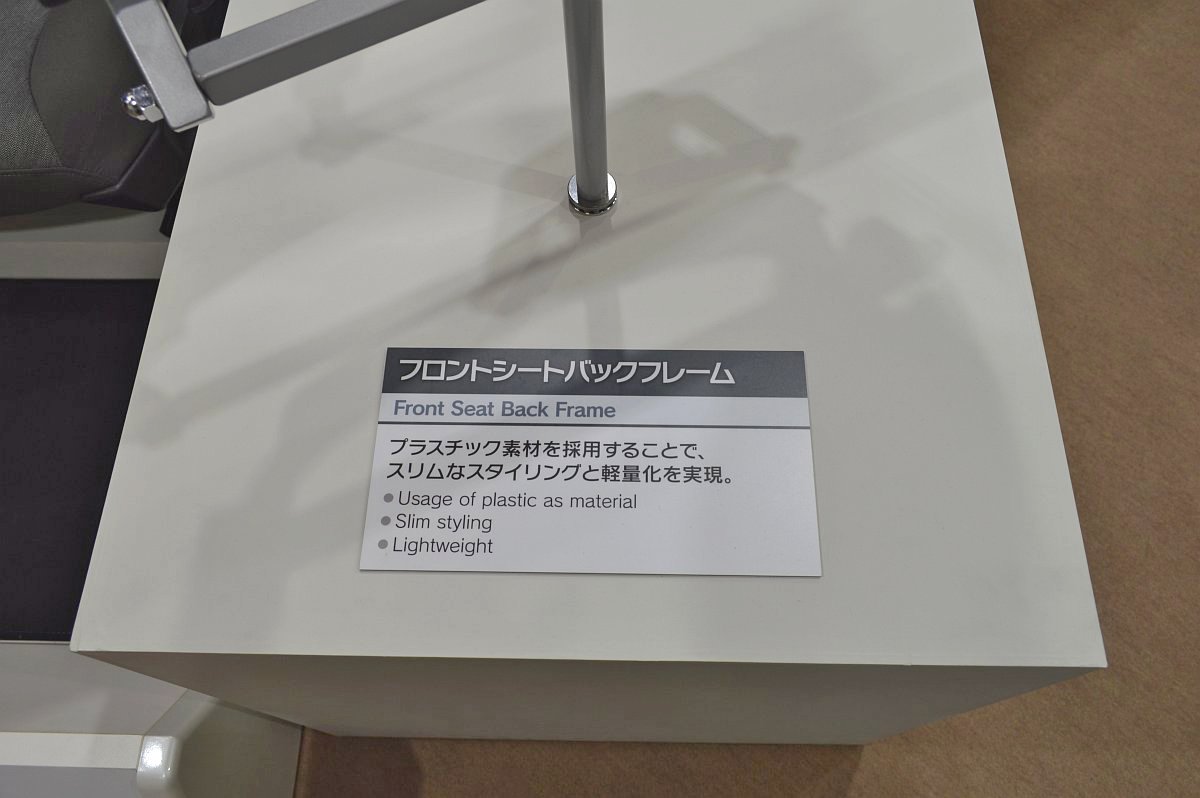 フロントシートバックフレーム
Front Seat Back Frame
プラスチック素材を採用することで、
スリムなスタイリングと軽量化を実現。
●Usage of plastic as material
●Slim styling
●Lightweight